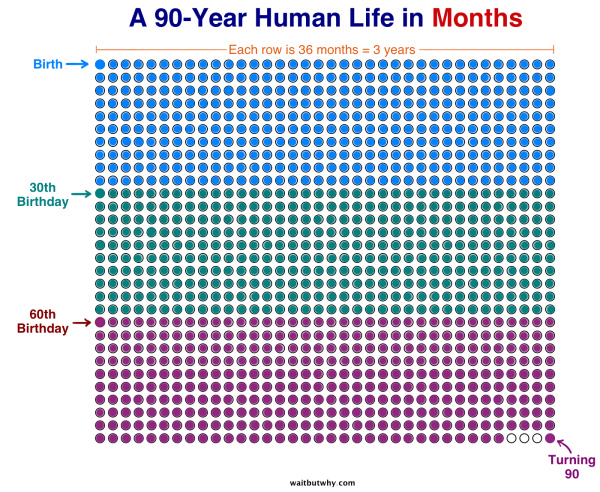 A 90-Year Human Life in Months
Each row is 36 months = 3 years
Birth
30th
Birthday
60th
Birthday
Turning
90
waitbutwhy.com